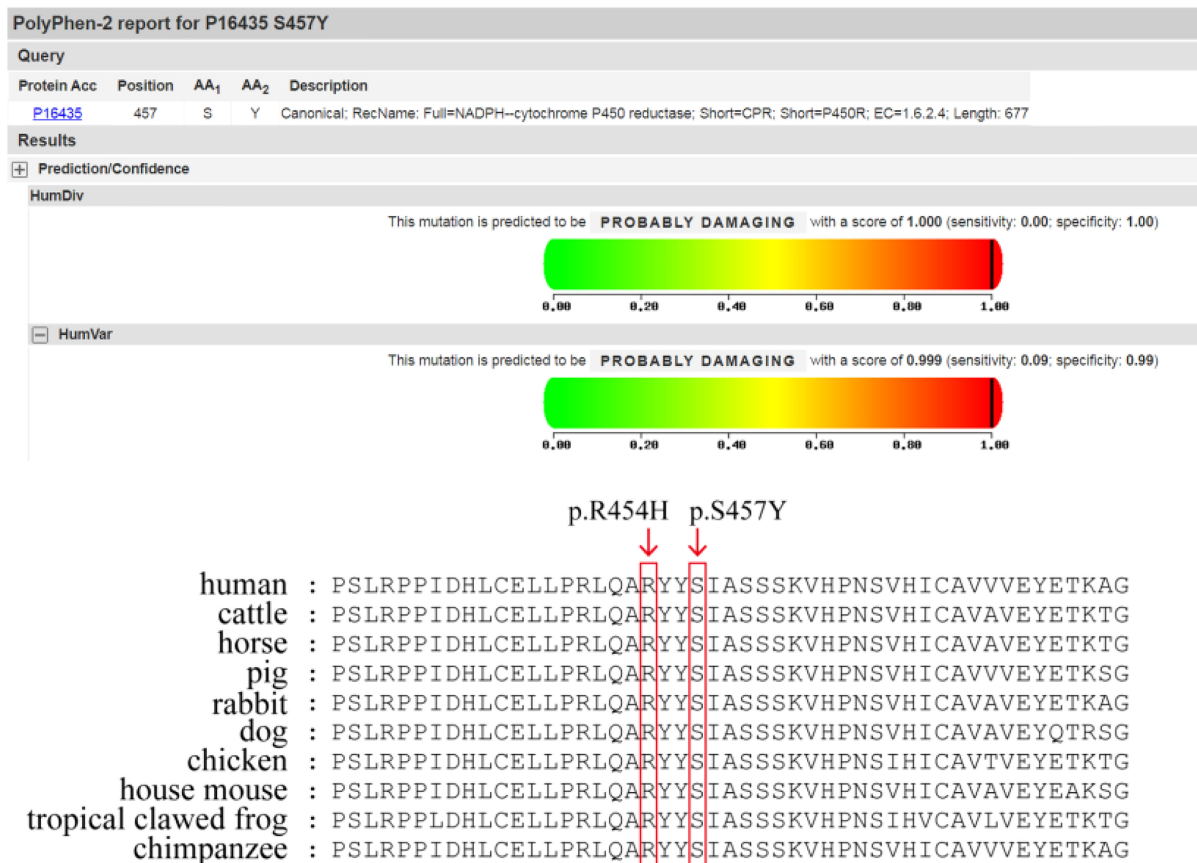 PolyPhen-2 report for P16435 S457Y
Query
Protein Acc Position AA1 AA2 Description
P16435 457 S Y Canonical; RecName: Full=NADPH--cytochrome P450 reductase; Short=CPR; Short=P450R; EC=1.6.2.4; Length: 677
Results
+ Prediction/Confidence
HumDiv
This mutation is predicted to be PROBABLY DAMAGING with a score of 1.000 (sensitivity: 0.00; specificity: 1.00)
0.00 0.20 0.40 0.60 0.80 1.00
− HumVar
This mutation is predicted to be PROBABLY DAMAGING with a score of 0.999 (sensitivity: 0.09; specificity: 0.99)
0.00 0.20 0.40 0.60 0.80 1.00
p.R454H p.S457Y
human : PSLRPPIDHLCELLPRLQARYYSIASSSKVHPNSVHICAVVVEYETKAG
cattle : PSLRPPIDHLCELLPRLQARYYSIASSSKVHPNSVHICAVAVEYETKTG
horse : PSLRPPIDHLCELLPRLQARYYSIASSSKVHPNSVHICAVAVEYETKTG
pig : PSLRPPIDHLCELLPRLQARYYSIASSSKVHPNSVHICAVVVEYETKSG
rabbit : PSLRPPIDHLCELLPRLQARYYSIASSSKVHPNSVHICAVAVEYETKAG
dog : PSLRPPIDHLCELLPRLQARYYSIASSSKVHPNSVHICAVAVEYQTRSG
chicken : PSLRPPIDHLCELLPRLQARYYSIASSSKVHPNSIHICAVTVEYETKTG
house mouse : PSLRPPIDHLCELLPRLQARYYSIASSSKVHPNSVHICAVAVEYEAKSG
tropical clawed frog : PSLRPPLDHLCELLPRLQARYYSIASSSKVHPNSIHVCAVLVEYETKTG
chimpanzee : PSLRPPIDHLCELLPRLQARYYSIASSSKVHPNSVHICAVVVEYETKAG